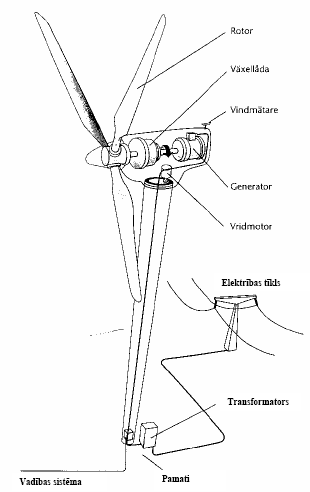 Rotor
Växellåda
Vindmätare
Generator
Vridmotor
Elektrības tīkls
Transformators
Pamati
Vadības sistēma